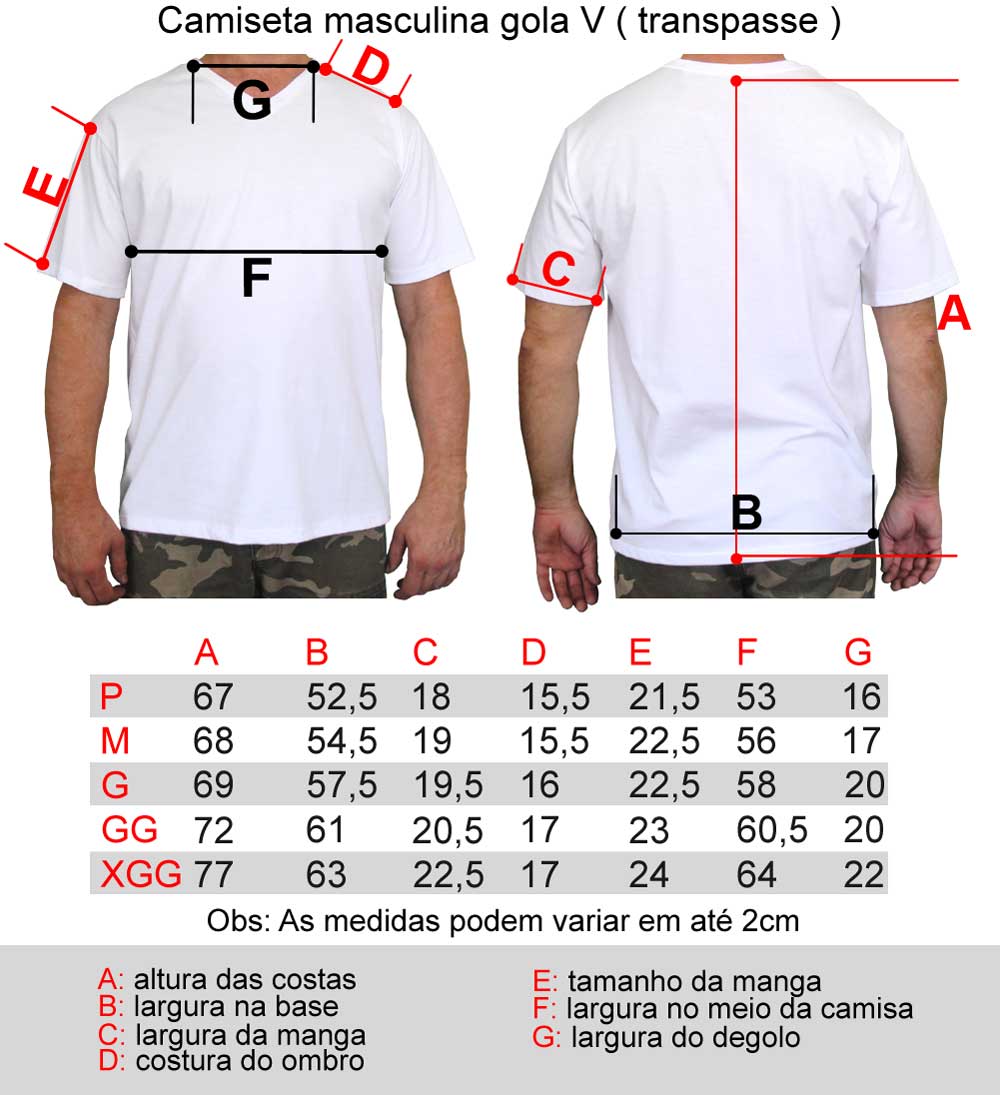 Camiseta masculina gola V ( transpasse )
G
D
E
F
C
A
B
A B C D E F G
P 67 52,5 18 15,5 21,5 53 16
M 68 54,5 19 15,5 22,5 56 17
G 69 57,5 19,5 16 22,5 58 20
GG 72 61 20,5 17 23 60,5 20
XGG 77 63 22,5 17 24 64 22
Obs: As medidas podem variar em até 2cm
A: altura das costas
B: largura na base
C: largura da manga
D: costura do ombro
E: tamanho da manga
F: largura no meio da camisa
G: largura do degolo